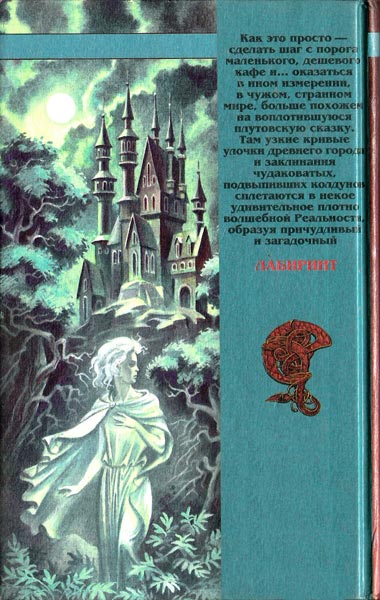 Как это просто —
сделать шаг с порога
маленького, дешевого
кафе и... оказаться
в ином измерении,
в чужом, странном
мире, больше похожем
на воплотившуюся
плутовскую сказку.
Там узкие кривые
улочки древнего города
и заклинания
чудаковатых,
подвыпивших колдунов
сплетаются в некое
удивительное плотно
волшебной Реальности,
образуя причудливый
и загадочный
ЛАБИРИНТ